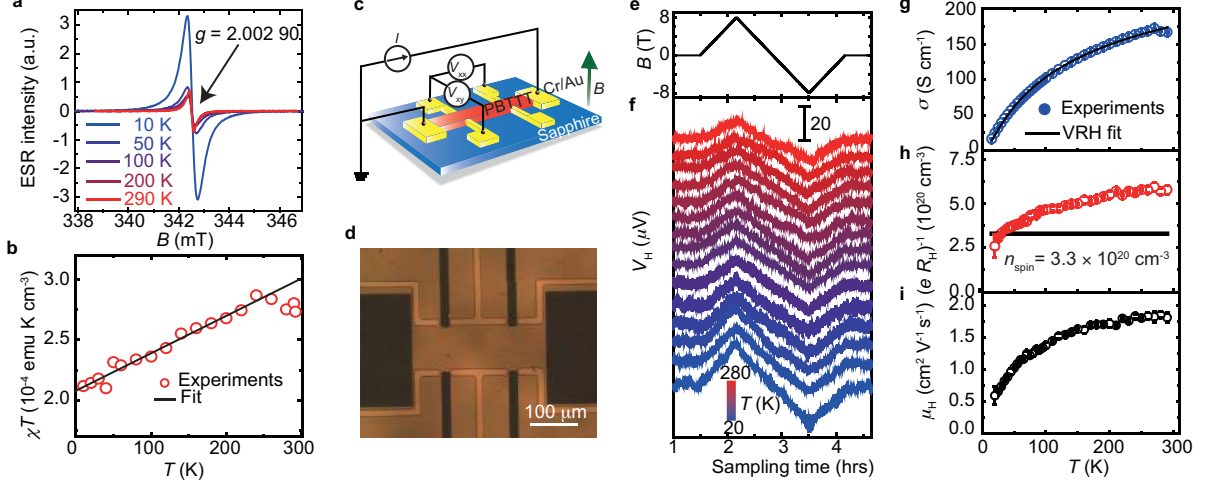 a
ESR intensity (a.u.)
3
2
1
0
-1
-2
-3
g = 2.002 90
10 K
50 K
100 K
200 K
290 K
338
340
342
344
346
B (mT)
b
χT (10⁻⁴ emu K cm⁻³)
3.0
2.5
2.0
Experiments
Fit
0
100
200
300
T (K)
c
I
Vxx
Vxy
PBTTT
Cr/Au
Sapphire
B
d
100 μm
e
B (T)
8
0
-8
f
20
V_H (μV)
280
T (K)
20
1
2
3
4
Sampling time (hrs)
g
σ (S cm⁻¹)
200
150
100
50
0
Experiments
VRH fit
h
(e R_H)⁻¹ (10²⁰ cm⁻³)
7.5
5.0
2.5
0.0
n_spin = 3.3 × 10²⁰ cm⁻³
i
μ_H (cm² V⁻¹ s⁻¹)
2.0
1.5
1.0
0.5
0.0
0
100
200
300
T (K)